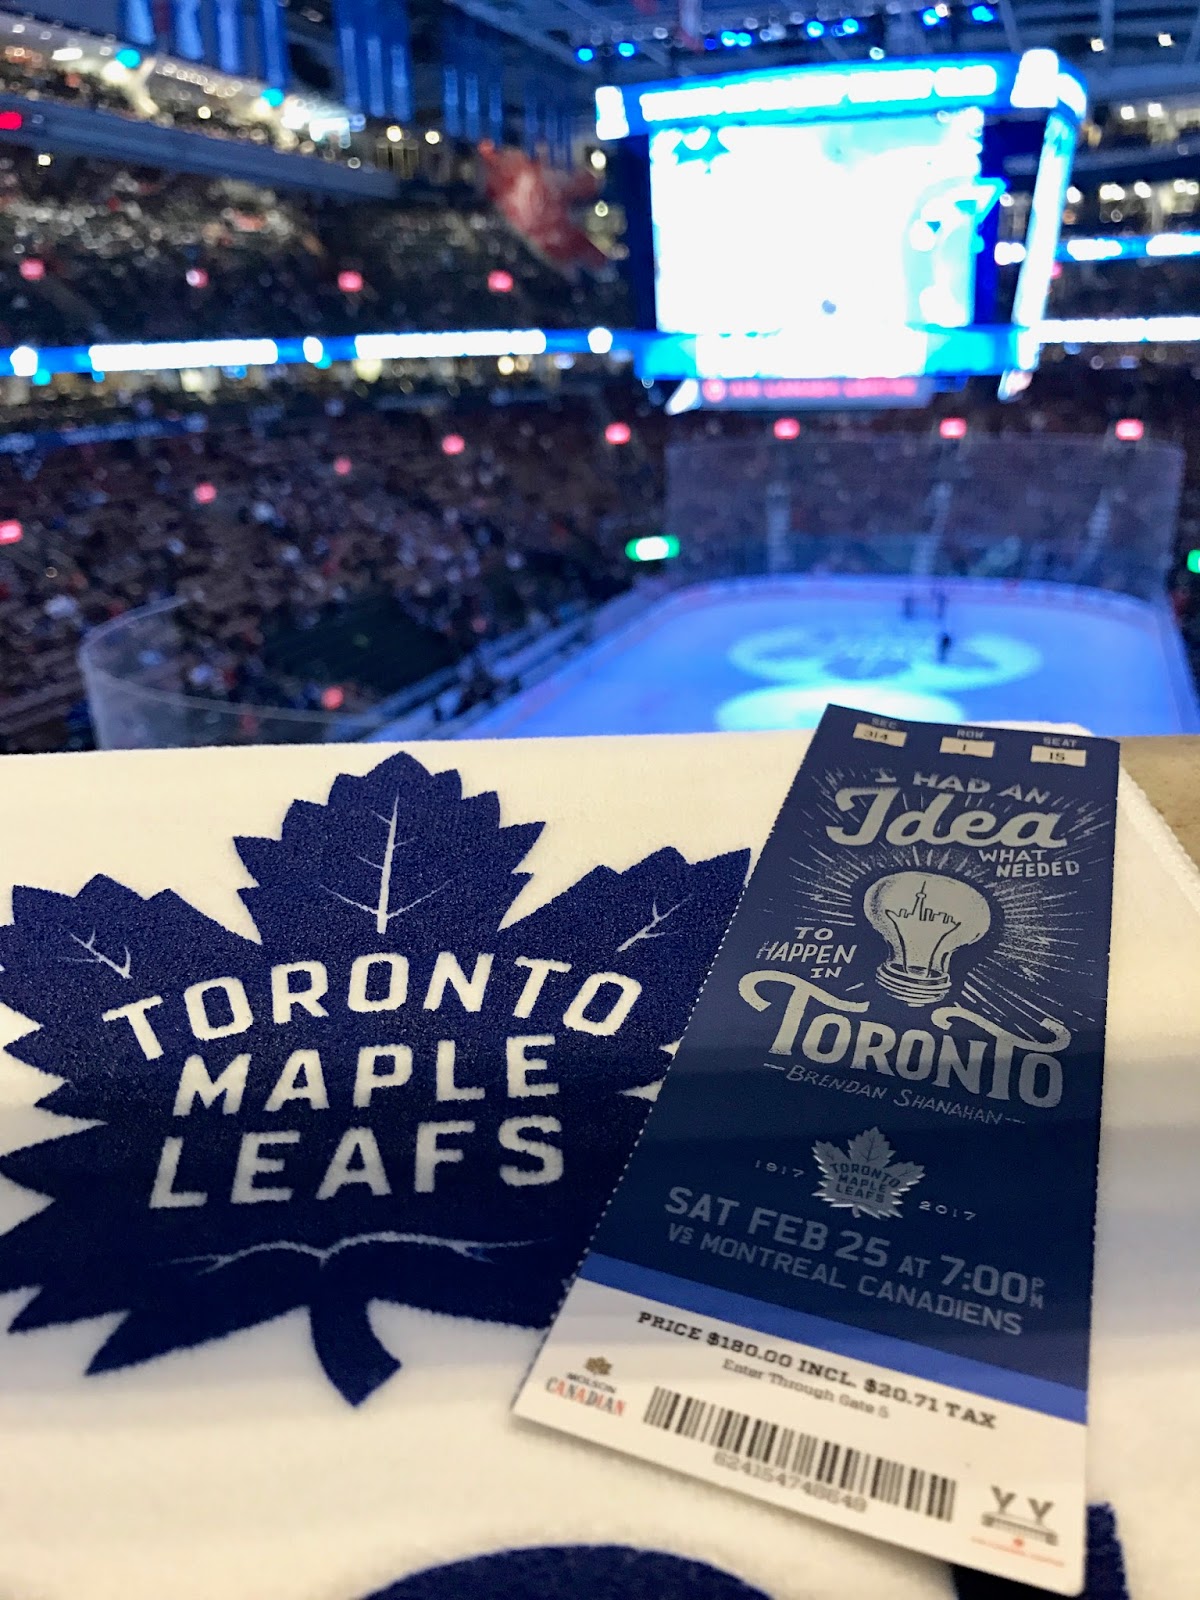 TORONTO
MAPLE
LEAFS
SEC ROW SEAT
314 1 15
I HAD AN
Idea
WHAT
NEEDED
TO
HAPPEN
IN
TORONTO
- BRENDAN SHANAHAN -
1917 TORONTO MAPLE LEAFS 2017
SAT FEB 25 AT 7:00PM
VS MONTREAL CANADIENS
PRICE $180.00 INCL. $20.71 TAX
Enter Through Gate 5
MOLSON
CANADIAN
624154748649